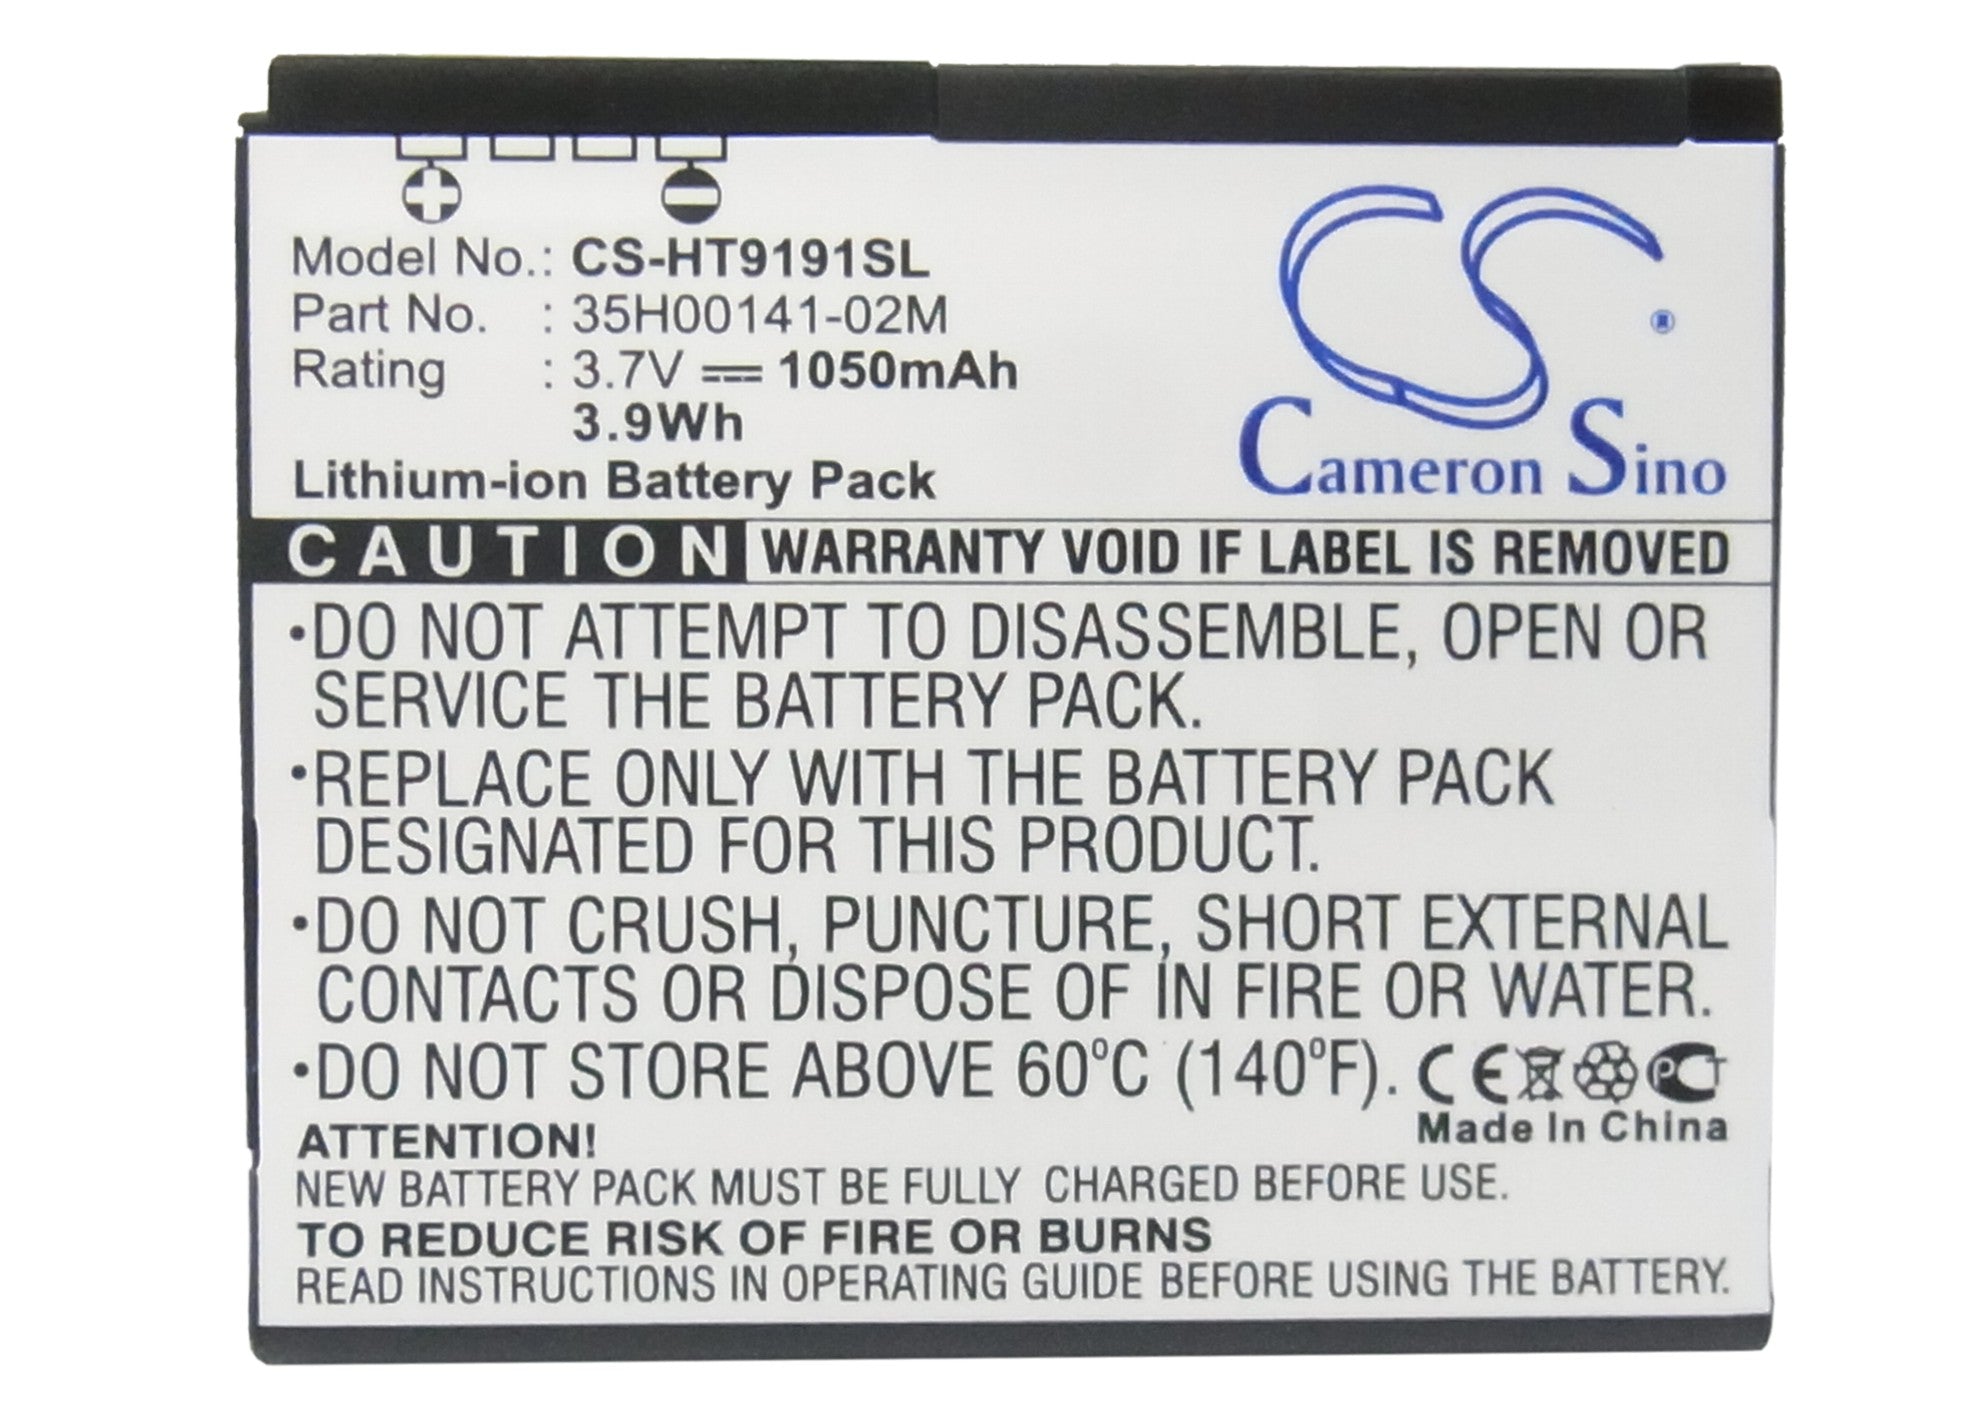 Model No.: CS-HT9191SL
Part No. : 35H00141-02M
Rating : 3.7V 1050mAh
3.9Wh
Lithium-ion Battery Pack
CS
®
Cameron Sino
CAUTION WARRANTY VOID IF LABEL IS REMOVED
•DO NOT ATTEMPT TO DISASSEMBLE, OPEN OR
SERVICE THE BATTERY PACK.
•REPLACE ONLY WITH THE BATTERY PACK
DESIGNATED FOR THIS PRODUCT.
•DO NOT CRUSH, PUNCTURE, SHORT EXTERNAL
CONTACTS OR DISPOSE OF IN FIRE OR WATER.
•DO NOT STORE ABOVE 60ºC (140ºF). CE PCT
Made In China
ATTENTION!
NEW BATTERY PACK MUST BE FULLY CHARGED BEFORE USE.
TO REDUCE RISK OF FIRE OR BURNS
READ INSTRUCTIONS IN OPERATING GUIDE BEFORE USING THE BATTERY.